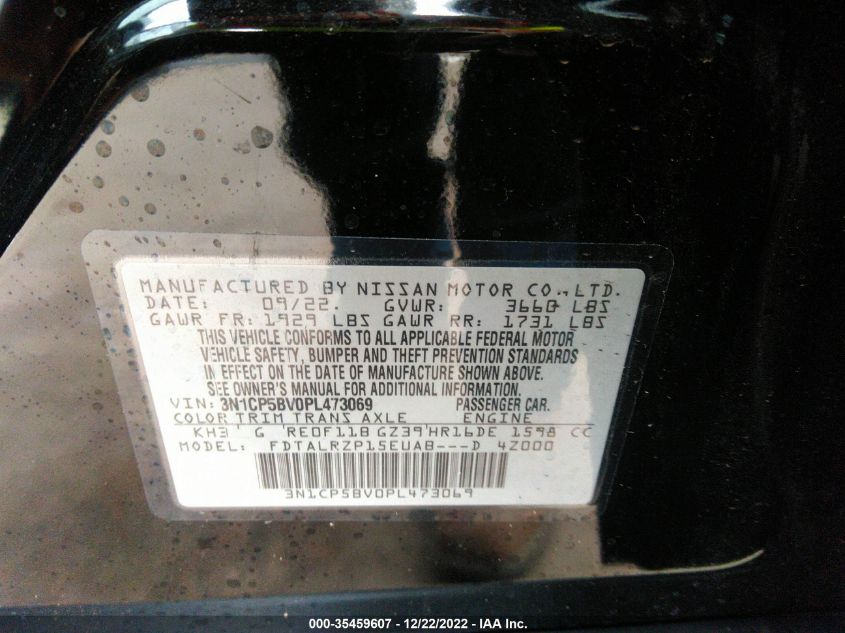 MANUFACTURED BY NISSAN MOTOR CO., LTD.
DATE: 09/22. GVWR: 3660 LBS
GAWR FR: 1929 LBS GAWR RR: 1731 LBS
THIS VEHICLE CONFORMS TO ALL APPLICABLE FEDERAL MOTOR
VEHICLE SAFETY, BUMPER AND THEFT PREVENTION STANDARDS
IN EFFECT ON THE DATE OF MANUFACTURE SHOWN ABOVE.
SEE OWNER'S MANUAL FOR ADDITIONAL INFORMATION.
VIN: 3N1CP5BV0PL473069 PASSENGER CAR.
COLOR TRIM TRANS AXLE ENGINE
KH3 G RE0F11B GZ39 HR16DE 1598 CC
MODEL: FDTALRZP15EUAB---D 4Z000
3N1CP5BV0PL473069
000-35459607 - 12/22/2022 - IAA Inc.